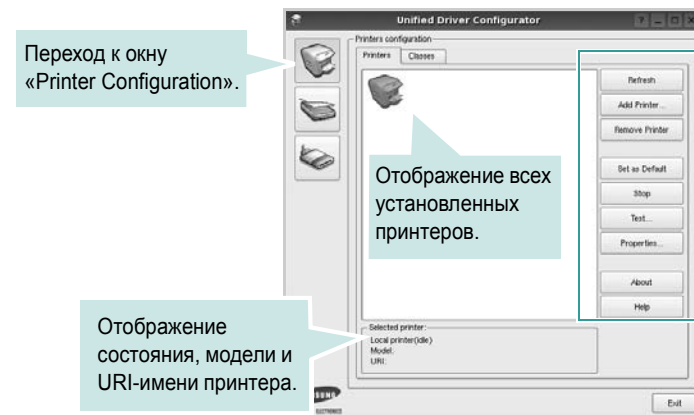 Unified Driver Configurator
Переход к окну
«Printer Configuration».
Printers configuration
Printers
Classes
Refresh
Add Printer...
Remove Printer
Set as Default
Stop
Test...
Properties...
About
Help
Отображение всех
установленных
принтеров.
Отображение
состояния, модели и
URI-имени принтера.
Selected printer:
Local printer(idle)
Model:
URI:
Exit